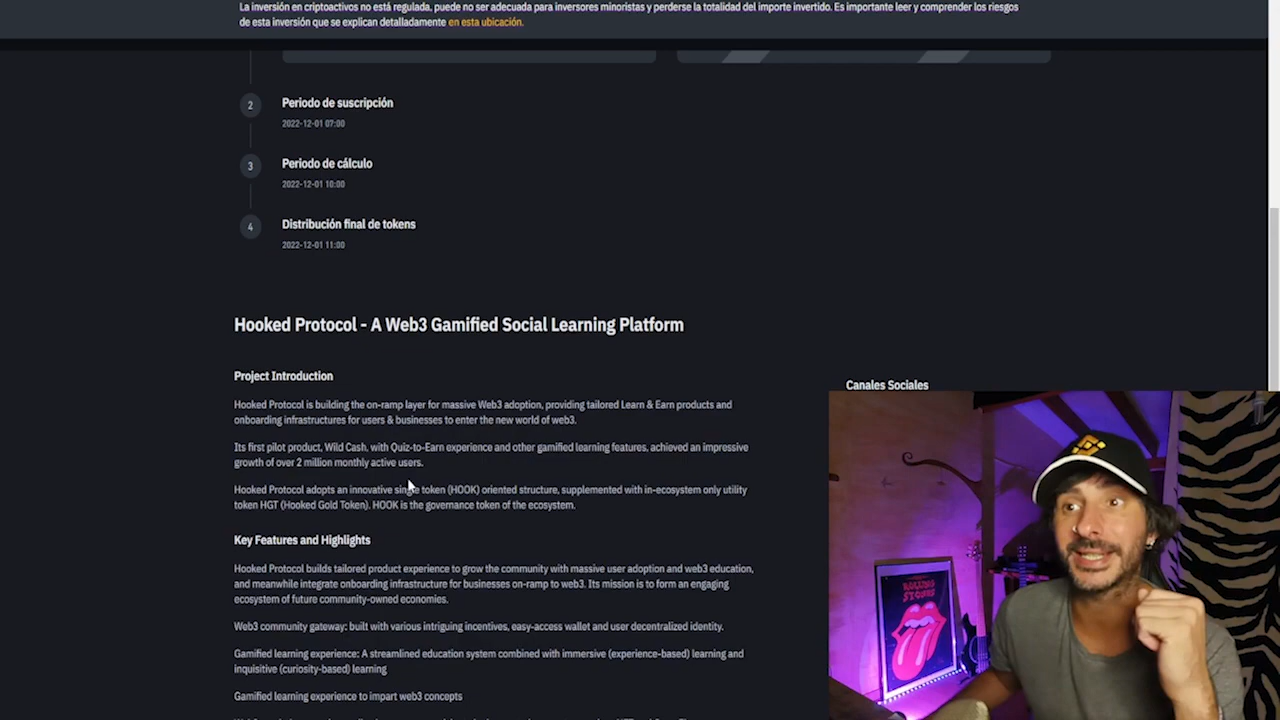 La inversión en criptoactivos no está regulada, puede no ser adecuada para inversores minoristas y perderse la totalidad del importe invertido. Es importante leer y comprender los riesgos
de esta inversión que se explican detalladamente en esta ubicación.
2 Periodo de suscripción
2022-12-01 07:00
3 Periodo de cálculo
2022-12-01 10:00
4 Distribución final de tokens
2022-12-01 11:00
Hooked Protocol - A Web3 Gamified Social Learning Platform
Project Introduction
Canales Sociales
Hooked Protocol is building the on-ramp layer for massive Web3 adoption, providing tailored Learn & Earn products and
onboarding infrastructures for users & businesses to enter the new world of web3.
Its first pilot product, Wild Cash, with Quiz-to-Earn experience and other gamified learning features, achieved an impressive
growth of over 2 million monthly active users.
Hooked Protocol adopts an innovative single token (HOOK) oriented structure, supplemented with in-ecosystem only utility
token HGT (Hooked Gold Token). HOOK is the governance token of the ecosystem.
Key Features and Highlights
Hooked Protocol builds tailored product experience to grow the community with massive user adoption and web3 education,
and meanwhile integrate onboarding infrastructure for businesses on-ramp to web3. Its mission is to form an engaging
ecosystem of future community-owned economies.
Web3 community gateway: built with various intriguing incentives, easy-access wallet and user decentralized identity.
Gamified learning experience: A streamlined education system combined with immersive (experience-based) learning and
inquisitive (curiosity-based) learning
Gamified learning experience to impart web3 concepts
ROLLING
STONES